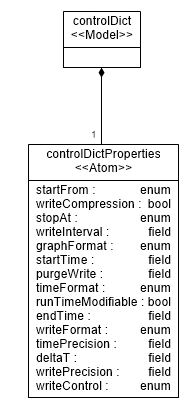 controlDict
<<Model>>
1
controlDictProperties
<<Atom>>
startFrom : enum
writeCompression : bool
stopAt : enum
writeInterval : field
graphFormat : enum
startTime : field
purgeWrite : field
timeFormat : enum
runTimeModifiable : bool
endTime : field
writeFormat : enum
timePrecision : field
deltaT : field
writePrecision : field
writeControl : enum